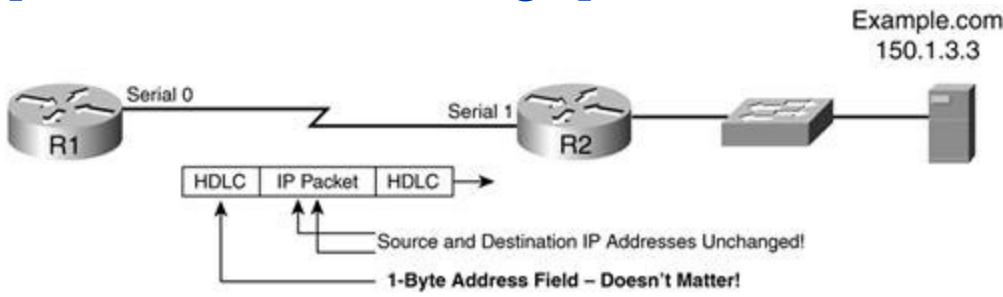 Example.com
150.1.3.3
Serial 0
Serial 1
R1
R2
HDLC IP Packet HDLC
Source and Destination IP Addresses Unchanged!
1-Byte Address Field – Doesn't Matter!